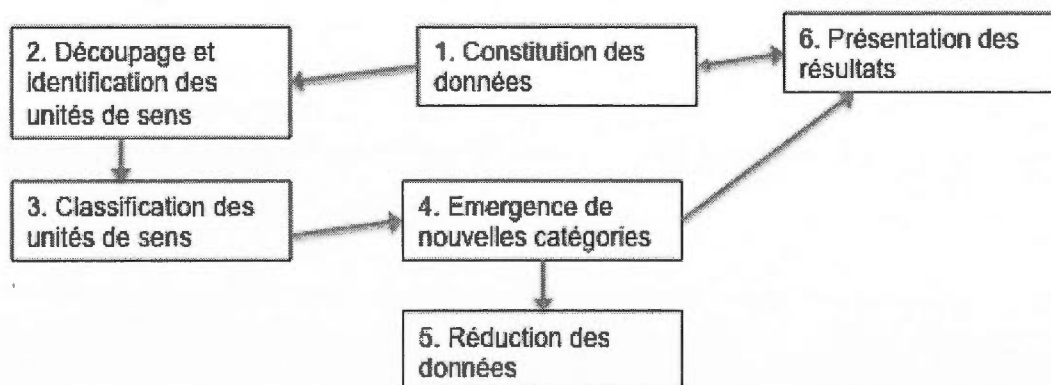 2. Découpage et
identification des
unités de sens
1. Constitution des
données
6. Présentation des
résultats
3. Classification des
unités de sens
4. Emergence de
nouvelles catégories
5. Réduction des
données